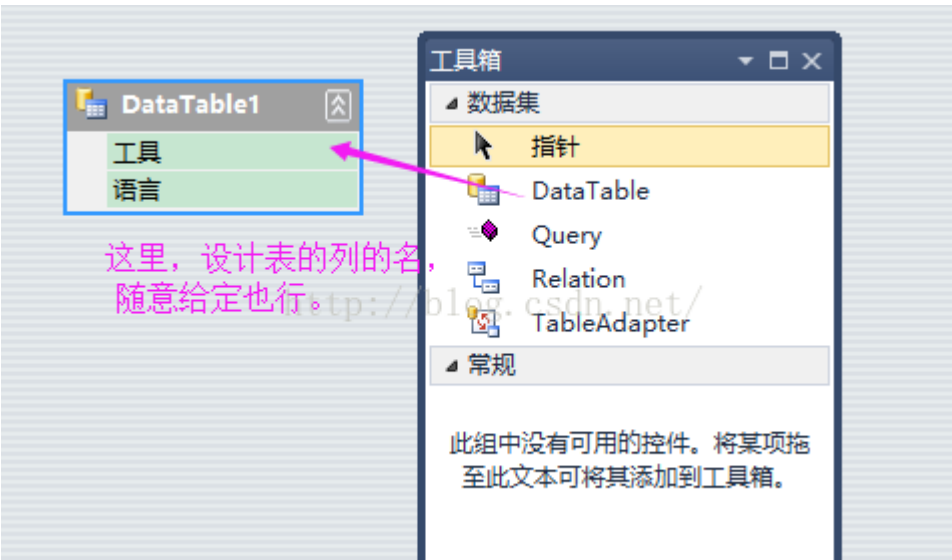 DataTable1
工具
语言
这里，设计表的列的名，
随意给定也行。
http://blog.csdn.net/
工具箱
数据集
指针
DataTable
Query
Relation
TableAdapter
常规
此组中没有可用的控件。将某项拖
至此文本可将其添加到工具箱。